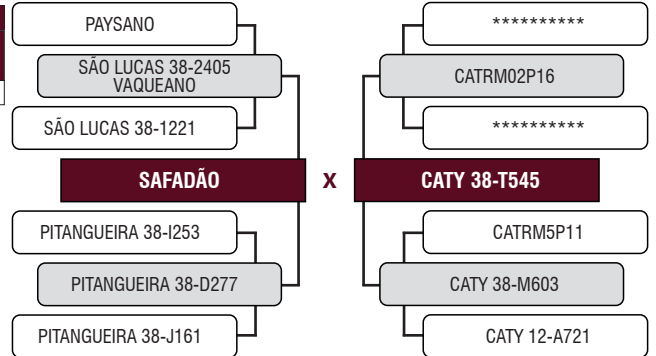 PAYSANO
SÃO LUCAS 38-2405
VAQUEANO
SÃO LUCAS 38-1221
SAFADÃO
PITANGUEIRA 38-I253
PITANGUEIRA 38-D277
PITANGUEIRA 38-J161
X
**********
CATRM02P16
**********
CATY 38-T545
CATRM5P11
CATY 38-M603
CATY 12-A721